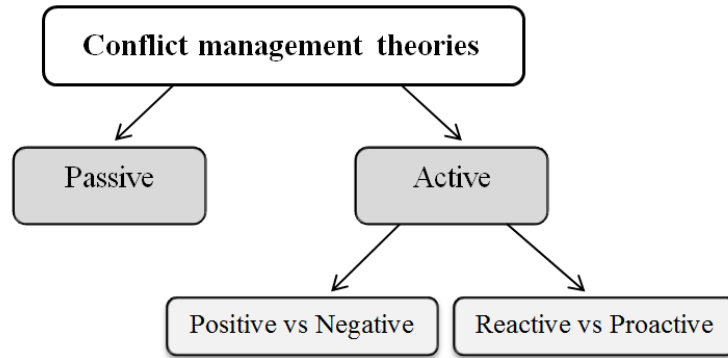 Conflict management theories
Passive
Active
Positive vs Negative
Reactive vs Proactive